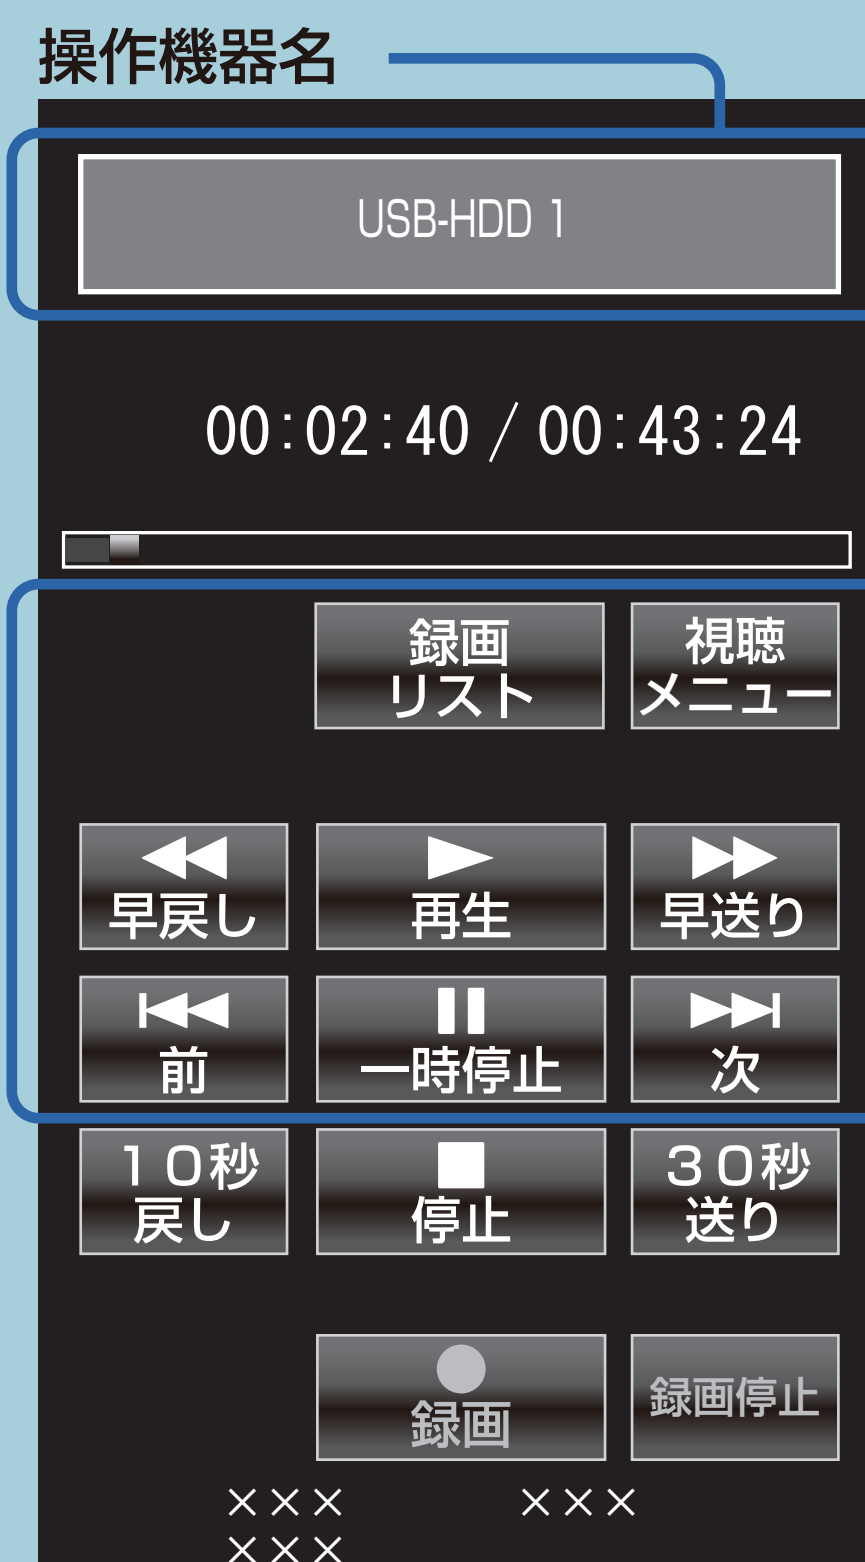 操作機器名
USB-HDD 1
00:02:40 / 00:43:24
録画
リスト
視聴
メニュー
早戻し
再生
早送り
前
一時停止
次
10秒
戻し
停止
30秒
送り
録画
録画停止
××× ×××
×××